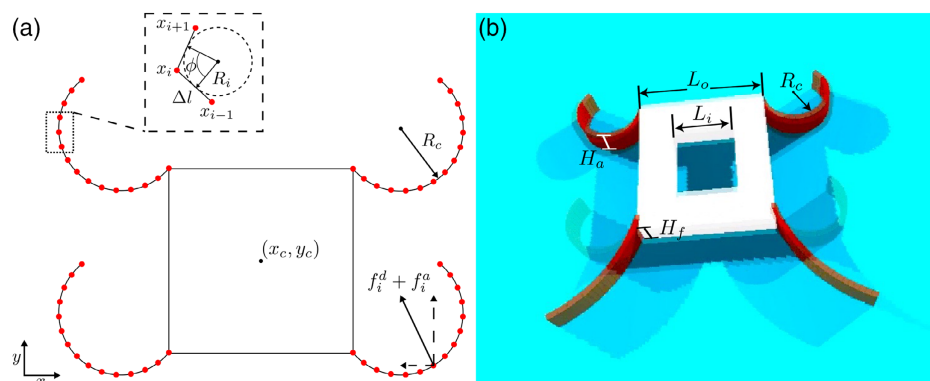 (a)
x_{i+1}
x_i
ϕ
R_i
Δl
x_{i−1}
R_c
(x_c, y_c)
f_i^d + f_i^a
y
x
(b)
L_o
R_c
L_i
H_a
H_f